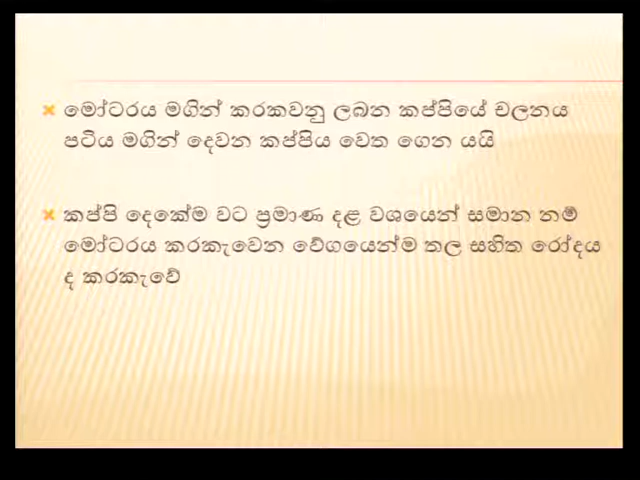 මෝටරය මගින් කරකවනු ලබන කප්පියේ චලනය
පටිය මගින් දෙවන කප්පිය වෙත ගෙන යයි
කප්පි දෙකේම වට ප්‍රමාණ දළ වශයෙන් සමාන නම්
මෝටරය කරකැවෙන වේගයෙන්ම තල සහිත රෝදය
ද කරකැවේ